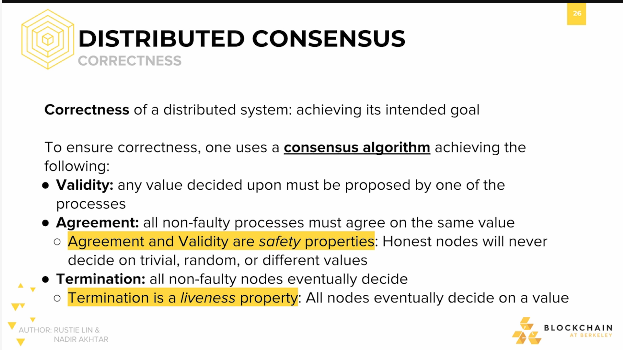 26
DISTRIBUTED CONSENSUS
CORRECTNESS
Correctness of a distributed system: achieving its intended goal
To ensure correctness, one uses a consensus algorithm achieving the
following:
● Validity: any value decided upon must be proposed by one of the
processes
● Agreement: all non-faulty processes must agree on the same value
○ Agreement and Validity are safety properties: Honest nodes will never
decide on trivial, random, or different values
● Termination: all non-faulty nodes eventually decide
○ Termination is a liveness property: All nodes eventually decide on a value
AUTHOR: RUSTIE LIN &
NADIR AKHTAR
BLOCKCHAIN
AT BERKELEY